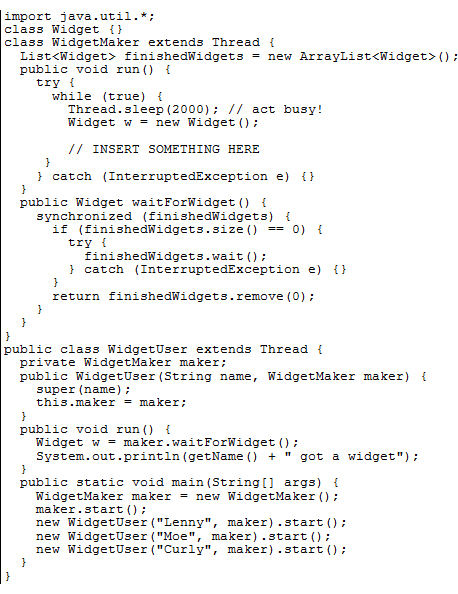 import java.util.*;
class Widget {}
class WidgetMaker extends Thread {
  List<Widget> finishedWidgets = new ArrayList<Widget>();
  public void run() {
    try {
      while (true) {
        Thread.sleep(2000); // act busy!
        Widget w = new Widget();

        // INSERT SOMETHING HERE
     }
    } catch (InterruptedException e) {}
  }
  public Widget waitForWidget() {
    synchronized (finishedWidgets) {
      if (finishedWidgets.size() == 0) {
        try {
          finishedWidgets.wait();
        } catch (InterruptedException e) {}
      }
      return finishedWidgets.remove(0);
    }
  }
}
public class WidgetUser extends Thread {
  private WidgetMaker maker;
  public WidgetUser(String name, WidgetMaker maker) {
    super(name);
    this.maker = maker;
  }
  public void run() {
    Widget w = maker.waitForWidget();
    System.out.println(getName() + " got a widget");
  }
  public static void main(String[] args) {
    WidgetMaker maker = new WidgetMaker();
    maker.start();
    new WidgetUser("Lenny", maker).start();
    new WidgetUser("Moe", maker).start();
    new WidgetUser("Curly", maker).start();
  }
}